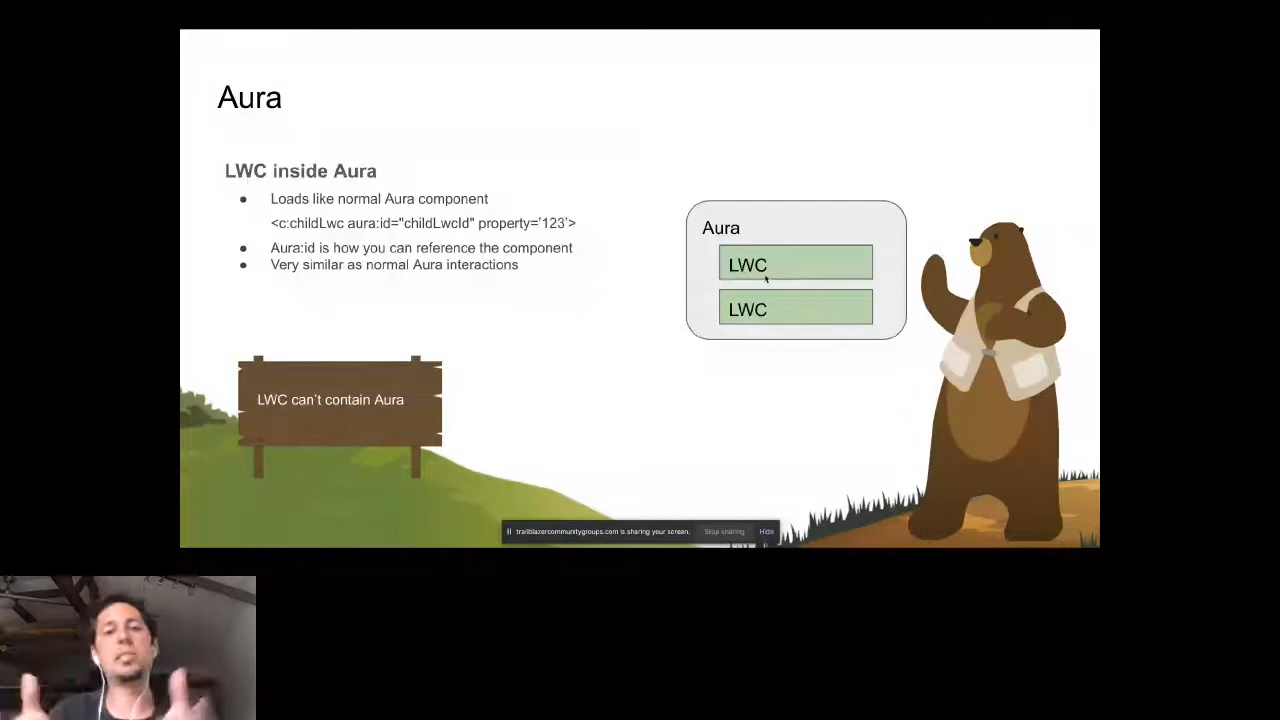 Aura
LWC inside Aura
● Loads like normal Aura component
<c:childLwc aura:id="childLwcId" property='123'>
● Aura:id is how you can reference the component
● Very similar as normal Aura interactions
Aura
LWC
LWC
LWC can't contain Aura
trailblazercommunitygroups.com is sharing your screen. Stop sharing Hide